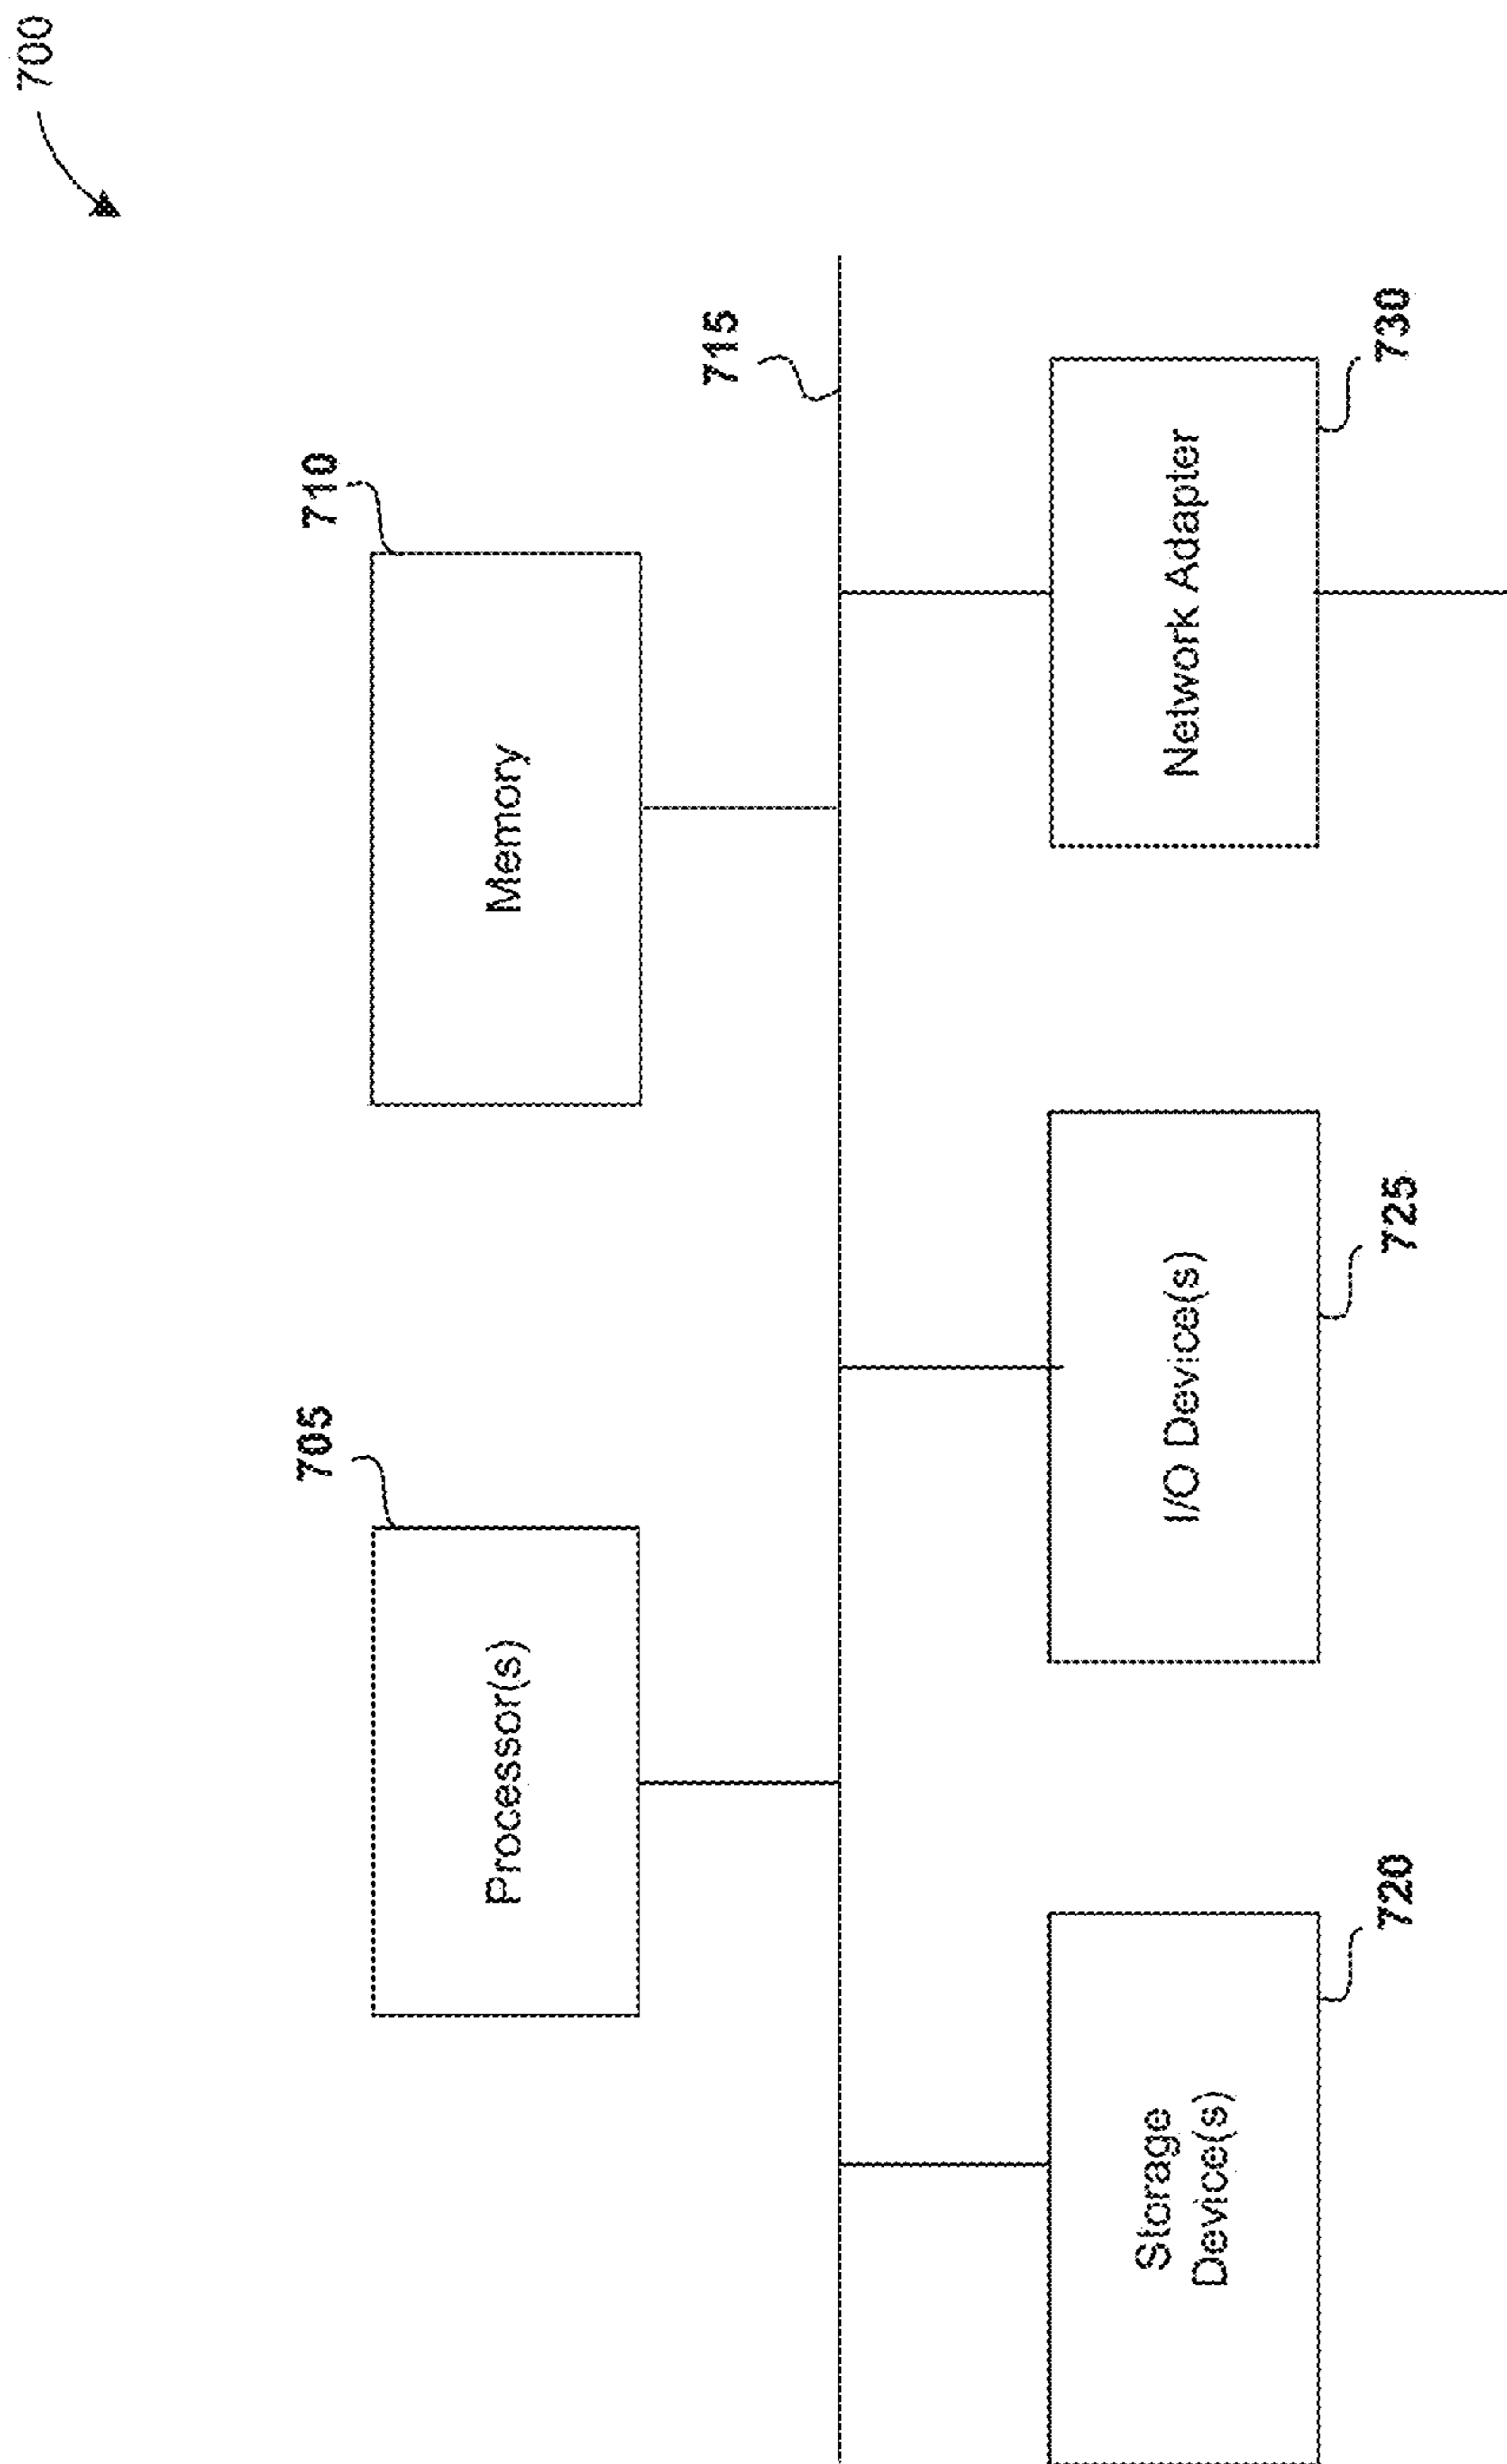 700
705
Processor(s)
710
Memory
715
Storage
Device(s)
720
I/O Device(s)
725
Network Adapter
730